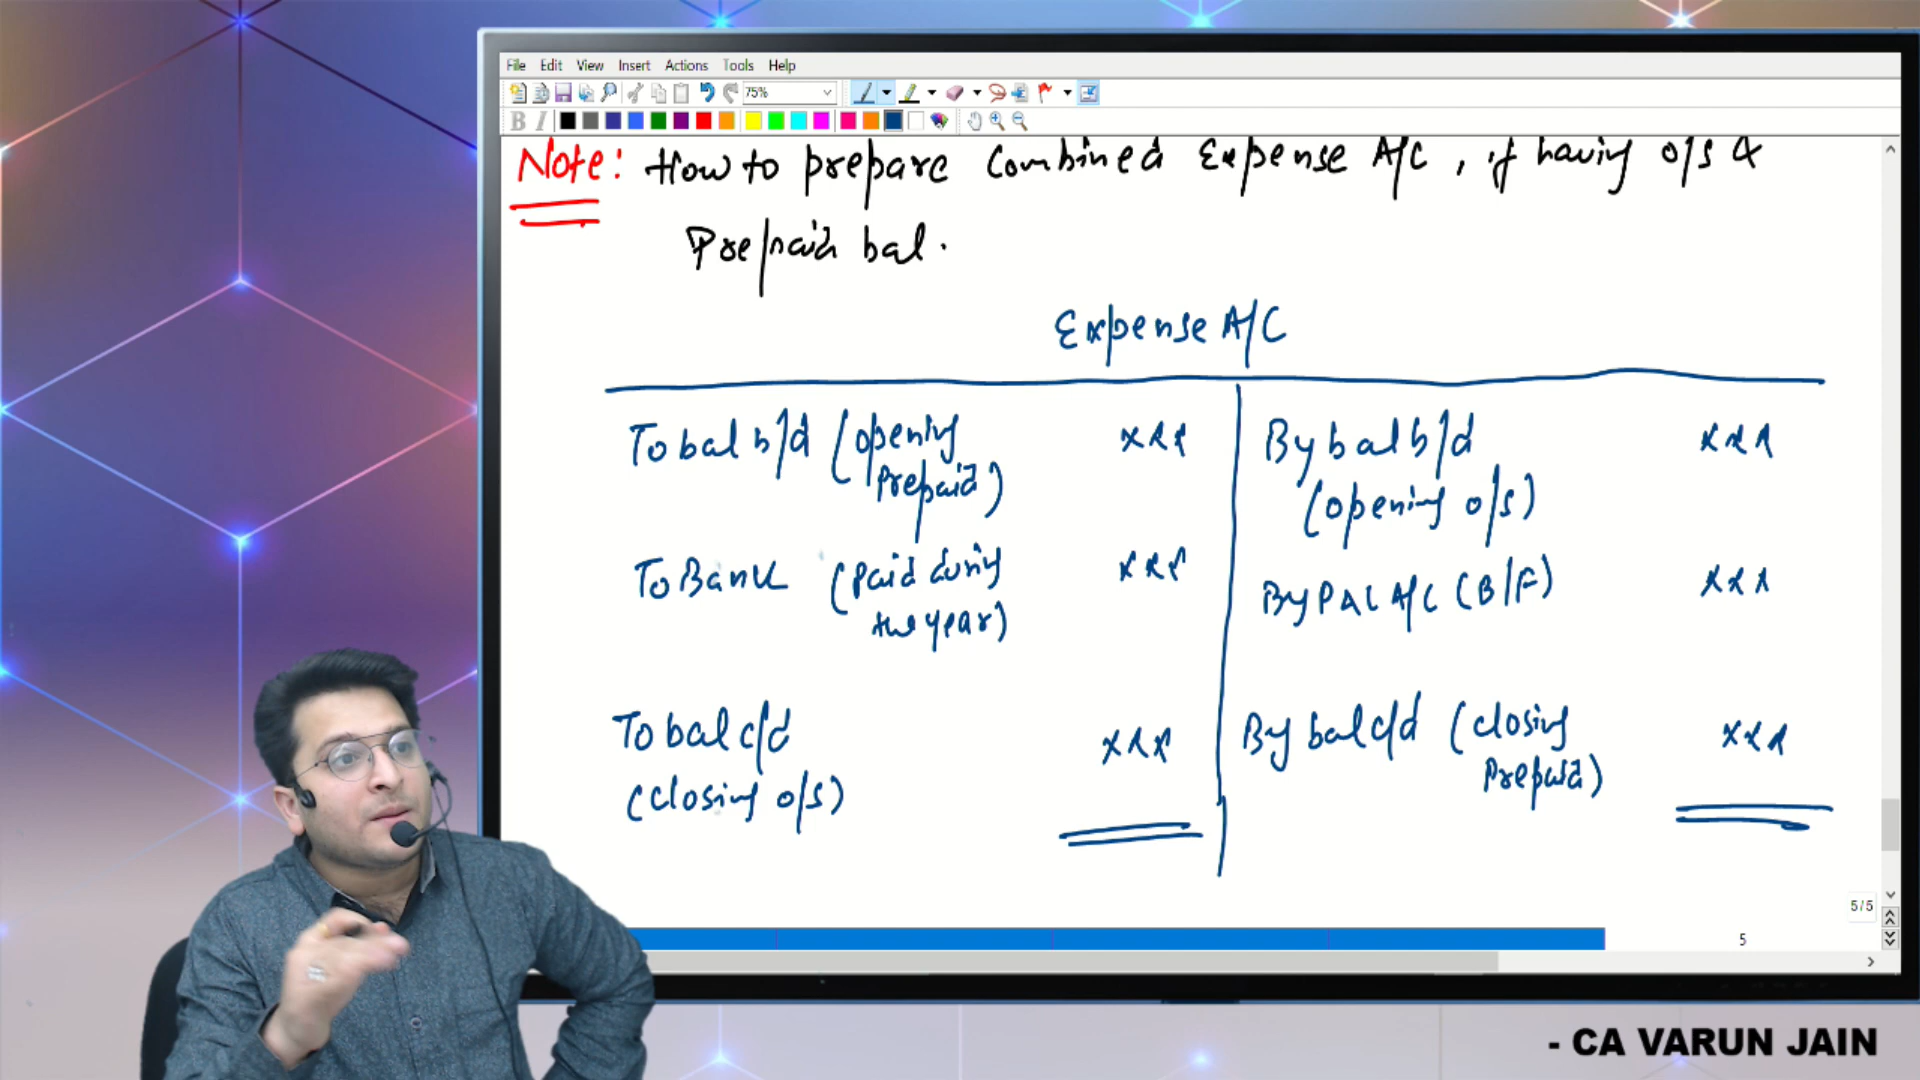 File Edit View Insert Actions Tools Help
75%
B I
Note: How to prepare Combined Expense A/C, if having o/s &
Prepaid bal.
Expense A/C
To bal b/d (opening Prepaid) xxx
By bal b/d (opening o/s) xxx
To Bank (Paid during the year) xxx
By P&L A/C (B/F) xxx
To bal c/d (closing o/s) xxx
By bal c/d (closing Prepaid) xxx
5/5
5
- CA VARUN JAIN